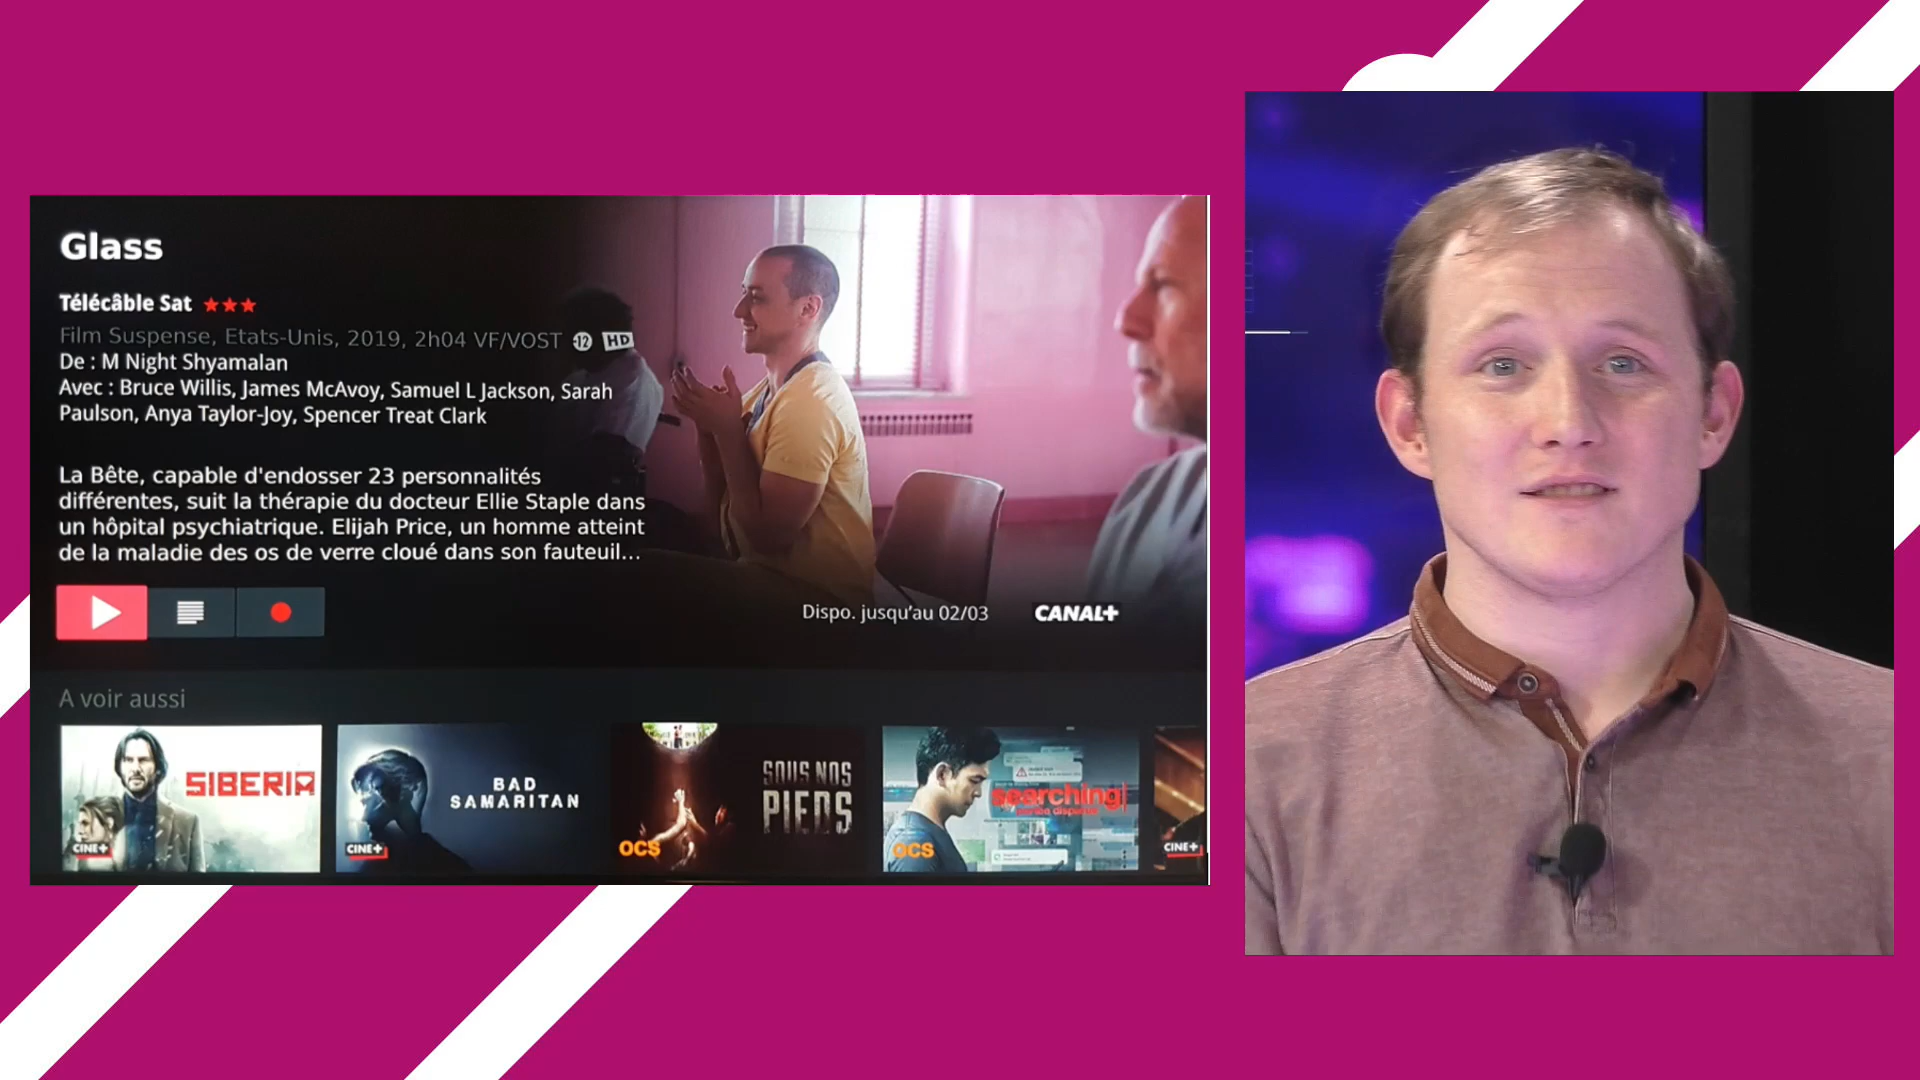 Glass
Télécâble Sat
Film Suspense, Etats-Unis, 2019, 2h04 VF/VOST -12 HD
De : M Night Shyamalan
Avec : Bruce Willis, James McAvoy, Samuel L Jackson, Sarah
Paulson, Anya Taylor-Joy, Spencer Treat Clark
La Bête, capable d'endosser 23 personnalités
différentes, suit la thérapie du docteur Ellie Staple dans
un hôpital psychiatrique. Elijah Price, un homme atteint
de la maladie des os de verre cloué dans son fauteuil...
Dispo. jusqu'au 02/03
CANAL+
A voir aussi
SIBERIA
CINE+
BAD
SAMARITAN
CINE+
SOUS NOS
PIEDS
OCS
searching
OCS
CINE+